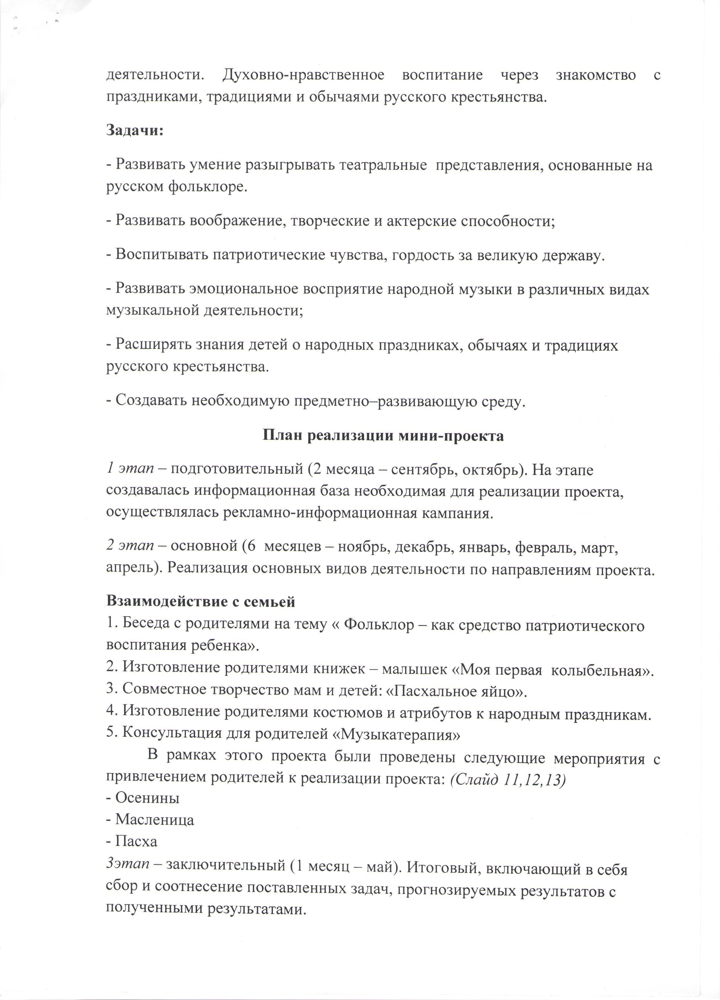 деятельности. Духовно-нравственное воспитание через знакомство с
праздниками, традициями и обычаями русского крестьянства.
Задачи:
- Развивать умение разыгрывать театральные представления, основанные на
русском фольклоре.
- Развивать воображение, творческие и актерские способности;
- Воспитывать патриотические чувства, гордость за великую державу.
- Развивать эмоциональное восприятие народной музыки в различных видах
музыкальной деятельности;
- Расширять знания детей о народных праздниках, обычаях и традициях
русского крестьянства.
- Создавать необходимую предметно–развивающую среду.
План реализации мини-проекта
1 этап – подготовительный (2 месяца – сентябрь, октябрь). На этапе
создавалась информационная база необходимая для реализации проекта,
осуществлялась рекламно-информационная кампания.
2 этап – основной (6 месяцев – ноябрь, декабрь, январь, февраль, март,
апрель). Реализация основных видов деятельности по направлениям проекта.
Взаимодействие с семьей
1. Беседа с родителями на тему « Фольклор – как средство патриотического
воспитания ребенка».
2. Изготовление родителями книжек – малышек «Моя первая колыбельная».
3. Совместное творчество мам и детей: «Пасхальное яйцо».
4. Изготовление родителями костюмов и атрибутов к народным праздникам.
5. Консультация для родителей «Музыкатерапия»
В рамках этого проекта были проведены следующие мероприятия с
привлечением родителей к реализации проекта: (Слайд 11,12,13)
- Осенины
- Масленица
- Пасха
3этап – заключительный (1 месяц – май). Итоговый, включающий в себя
сбор и соотнесение поставленных задач, прогнозируемых результатов с
полученными результатами.